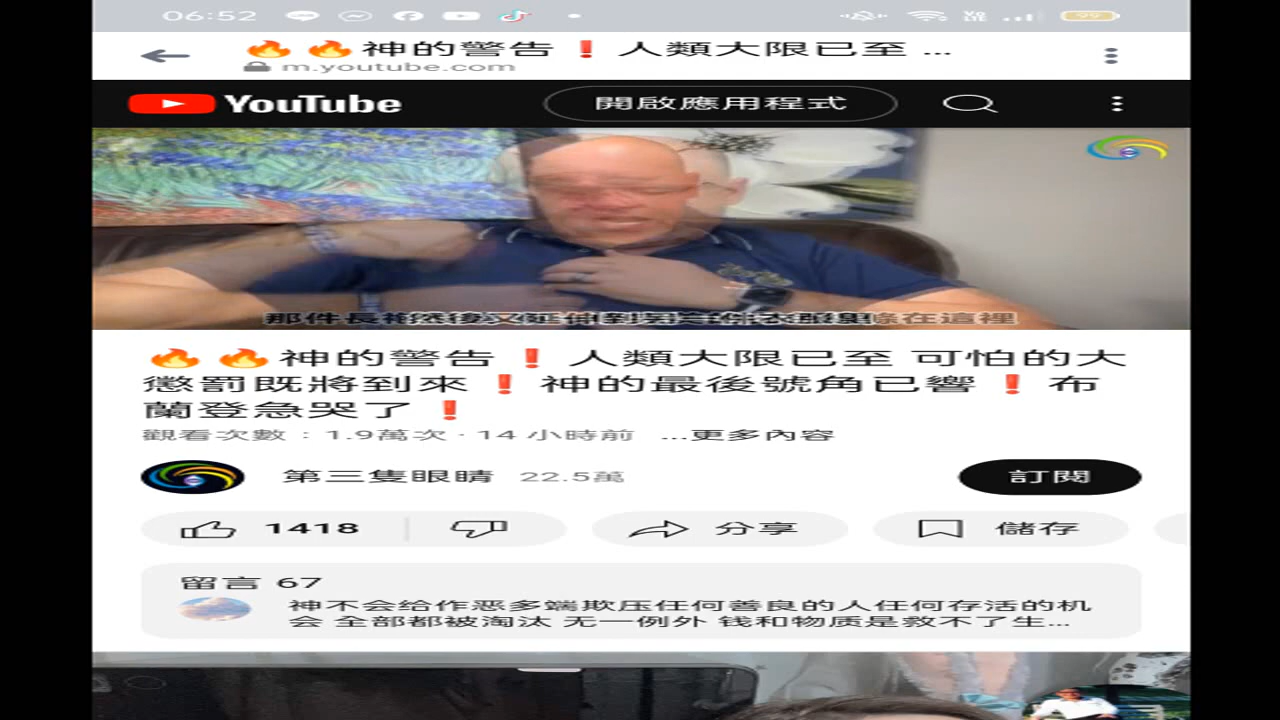 06:52
99
🔥🔥神的警告❗人類大限已至 ...
m.youtube.com
YouTube
開啟應用程式
🔥🔥神的警告❗人類大限已至 可怕的大
懲罰既將到來❗神的最後號角已響❗布
蘭登急哭了❗
觀看次數：1.9萬次 · 14 小時前 ...更多內容
第三隻眼睛 22.5萬
訂閱
1418
分享
儲存
留言 67
神不会给作恶多端欺压任何善良的人任何存活的机
会 全部都被淘汰 无一例外 钱和物质是救不了生...